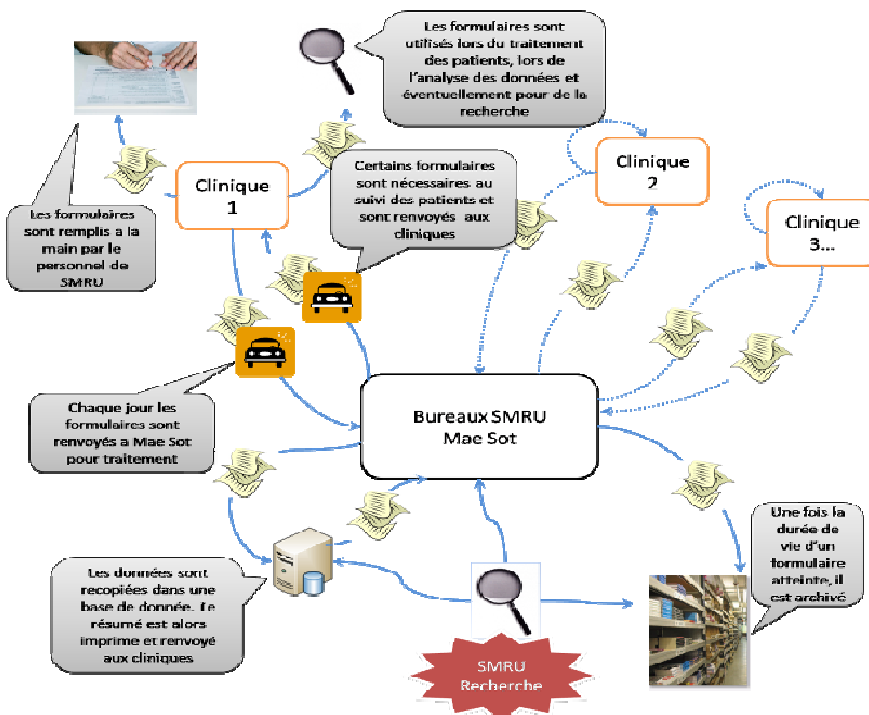 Les formulaires sont
utilisés lors du traitement
des patients, lors de
l'analyse des données et
éventuellement pour de la
recherche
Clinique
1
Certains formulaires
sont nécessaires au
suivi des patients et
sont renvoyés aux
cliniques
Clinique
2
Clinique
3...
Les formulaires
sont remplis a la
main par le
personnel de
SMRU
Chaque jour les
formulaires sont
renvoyés a Mae Sot
pour traitement
Bureaux SMRU
Mae Sot
Une fois la
durée de
vie d'un
formulaire
atteinte, il
est archivé
Les données sont
recopiées dans une
base de donnée. Le
résumé est alors
imprime et renvoyé
aux cliniques
SMRU
Recherche